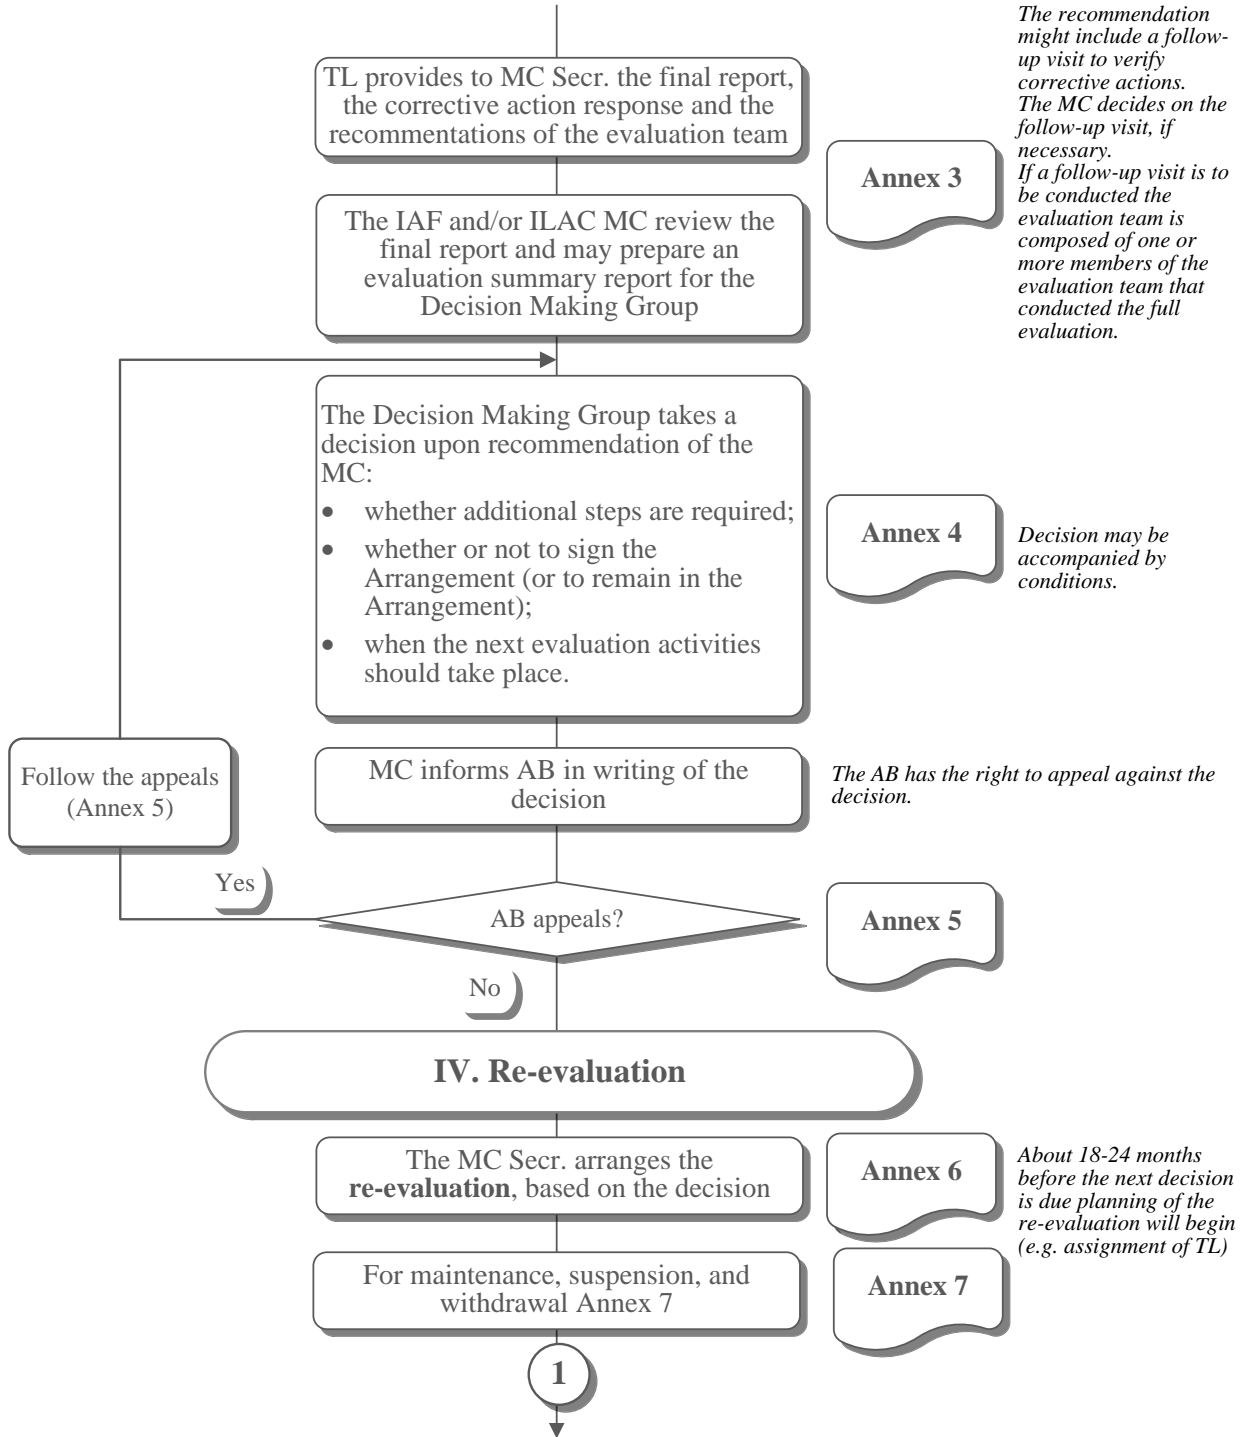 The recommendation
might include a follow-
up visit to verify
corrective actions.
The MC decides on the
follow-up visit, if
necessary.
If a follow-up visit is to
be conducted the
evaluation team is
composed of one or
more members of the
evaluation team that
conducted the full
evaluation.
TL provides to MC Secr. the final report,
the corrective action response and the
recommentations of the evaluation team
Annex 3
The IAF and/or ILAC MC review the
final report and may prepare an
evaluation summary report for the
Decision Making Group
The Decision Making Group takes a
decision upon recommendation of the
MC:
• whether additional steps are required;
• whether or not to sign the
Arrangement (or to remain in the
Arrangement);
• when the next evaluation activities
should take place.
Annex 4
Decision may be
accompanied by
conditions.
Follow the appeals
(Annex 5)
MC informs AB in writing of the
decision
The AB has the right to appeal against the
decision.
Yes
AB appeals?
Annex 5
No
IV. Re-evaluation
The MC Secr. arranges the
re-evaluation, based on the decision
Annex 6
About 18-24 months
before the next decision
is due planning of the
re-evaluation will begin
(e.g. assignment of TL)
For maintenance, suspension, and
withdrawal Annex 7
Annex 7
1